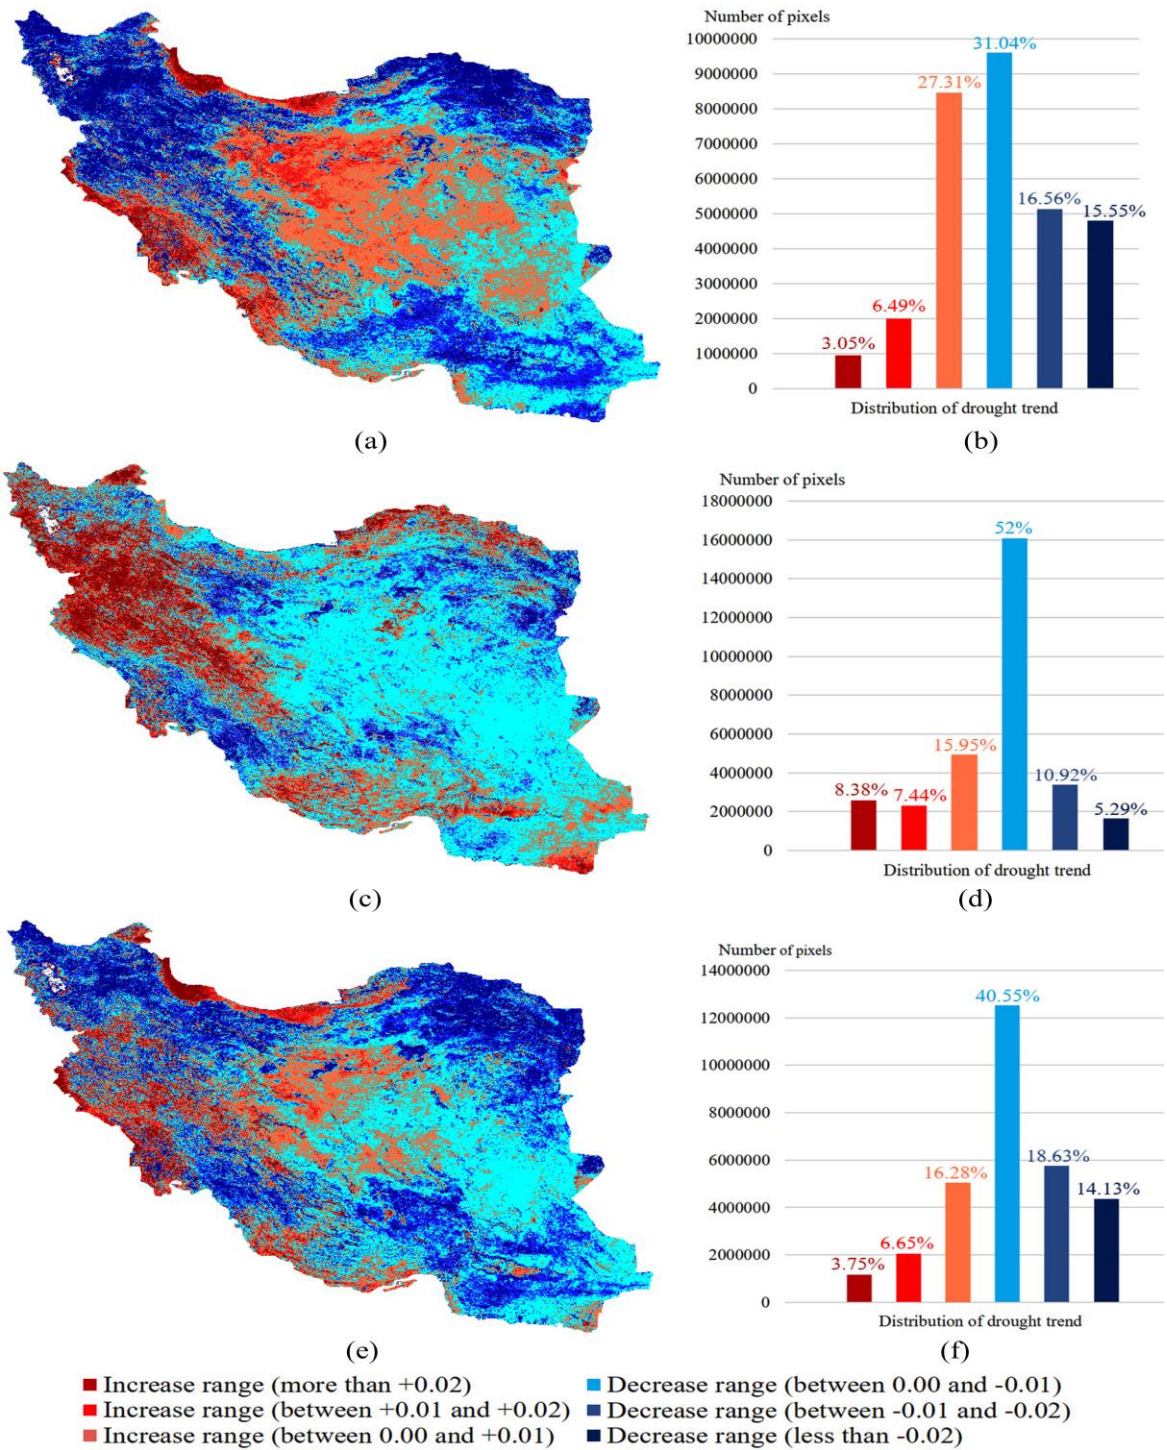 Number of pixels
10000000
9000000
8000000
7000000
6000000
5000000
4000000
3000000
2000000
1000000
0
3.05%
6.49%
27.31%
31.04%
16.56%
15.55%
Distribution of drought trend
(a)
(b)
Number of pixels
18000000
16000000
14000000
12000000
10000000
8000000
6000000
4000000
2000000
0
8.38%
7.44%
15.95%
52%
10.92%
5.29%
Distribution of drought trend
(c)
(d)
Number of pixels
14000000
12000000
10000000
8000000
6000000
4000000
2000000
0
3.75%
6.65%
16.28%
40.55%
18.63%
14.13%
Distribution of drought trend
(e)
(f)
Increase range (more than +0.02)
Increase range (between +0.01 and +0.02)
Increase range (between 0.00 and +0.01)
Decrease range (between 0.00 and -0.01)
Decrease range (between -0.01 and -0.02)
Decrease range (less than -0.02)